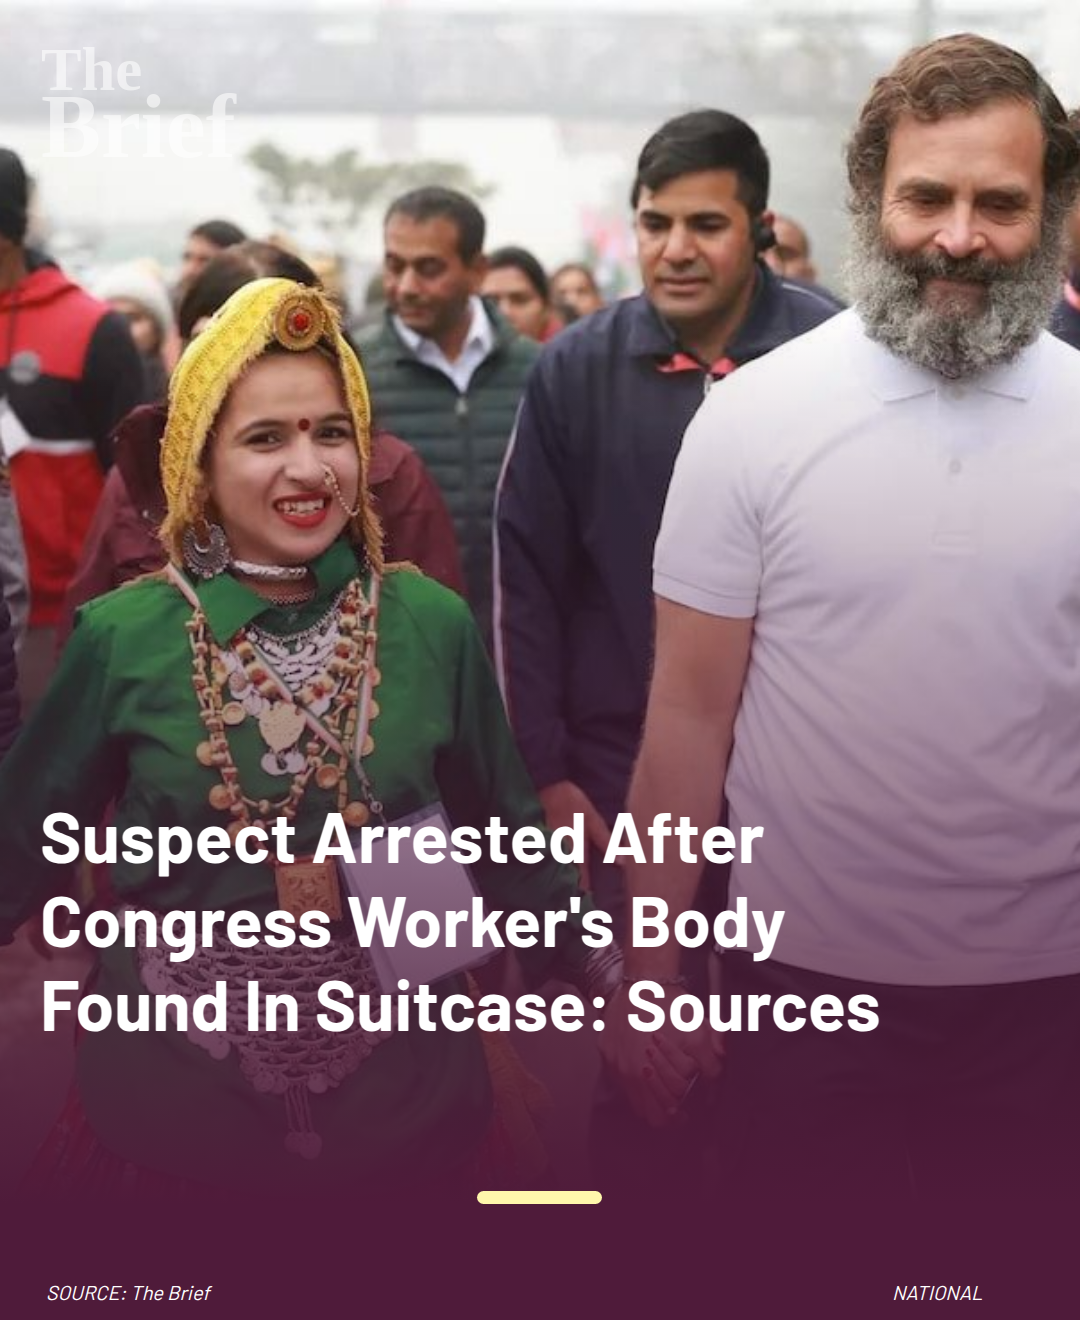 The
Brief
Suspect Arrested After
Congress Worker's Body
Found In Suitcase: Sources
SOURCE: The Brief
NATIONAL